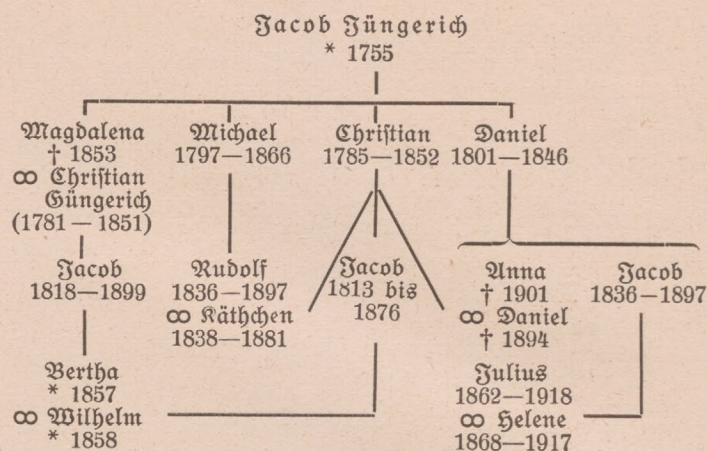 Jacob Jüngerich
* 1755
Magdalena
† 1853
∞ Christian
Güngerich
(1781 — 1851)
Michael
1797—1866
Christian
1785—1852
Daniel
1801—1846
Jacob
1818—1899
Rudolf
1836—1897
∞ Käthchen
1838—1881
Jacob
1813 bis
1876
Anna
† 1901
∞ Daniel
† 1894
Jacob
1836—1897
Bertha
* 1857
∞ Wilhelm
* 1858
Julius
1862—1918
∞ Helene
1868—1917